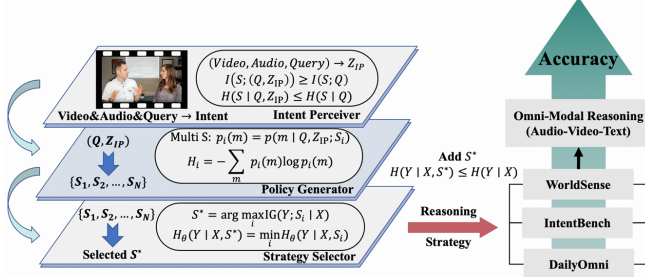 (Video, Audio, Query) → Z_IP
I(S; (Q, Z_IP)) ≥ I(S; Q)
H(S | Q, Z_IP) ≤ H(S | Q)
Video&Audio&Query → Intent
Intent Perceiver
(Q, Z_IP)
{S_1, S_2, ..., S_N}
Multi S: p_i(m) = p(m | Q, Z_IP; S_i)
H_i = −∑_m p_i(m)log p_i(m)
Policy Generator
{S_1, S_2, ..., S_N}
Selected S*
S* = arg max_i IG(Y; S_i | X)
H_θ(Y | X, S*) = min_i H_θ(Y | X, S_i)
Strategy Selector
Add S*
H(Y | X, S*) ≤ H(Y | X)
Reasoning
Strategy
Accuracy
Omni-Modal Reasoning
(Audio-Video-Text)
WorldSense
IntentBench
DailyOmni